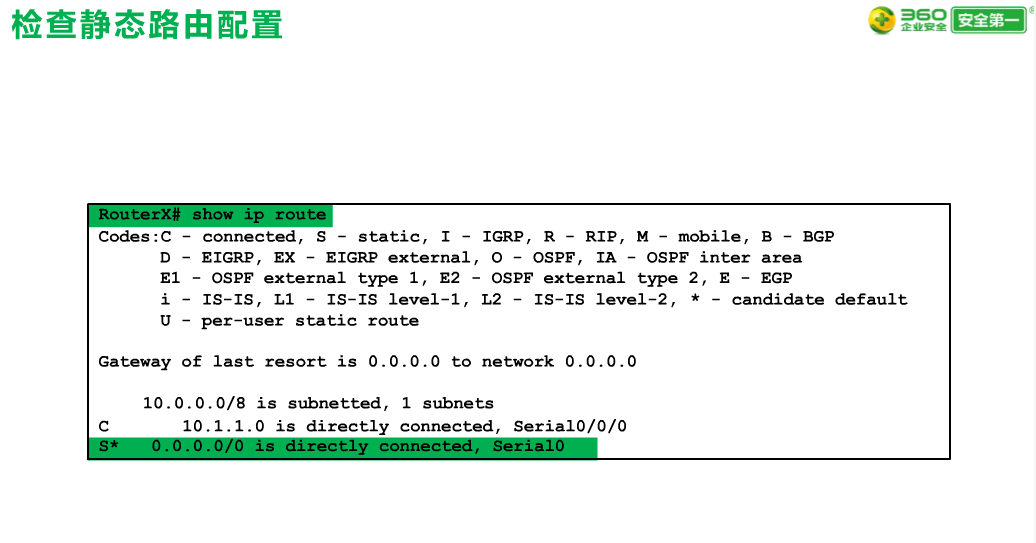 检查静态路由配置
360
企业安全
安全第一
RouterX# show ip route
Codes:C - connected, S - static, I - IGRP, R - RIP, M - mobile, B - BGP
D - EIGRP, EX - EIGRP external, O - OSPF, IA - OSPF inter area
E1 - OSPF external type 1, E2 - OSPF external type 2, E - EGP
i - IS-IS, L1 - IS-IS level-1, L2 - IS-IS level-2, * - candidate default
U - per-user static route
Gateway of last resort is 0.0.0.0 to network 0.0.0.0
10.0.0.0/8 is subnetted, 1 subnets
C 10.1.1.0 is directly connected, Serial0/0/0
S* 0.0.0.0/0 is directly connected, Serial0